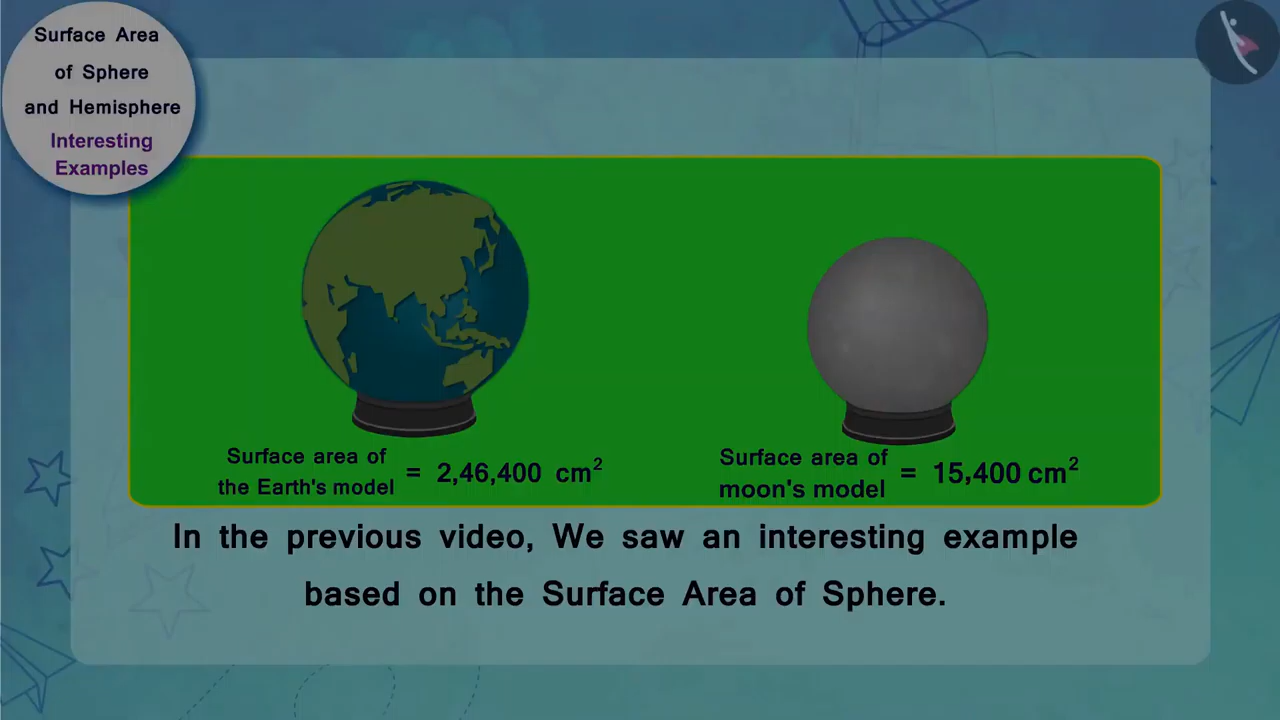 Surface Area
of Sphere
and Hemisphere
Interesting
Examples
Surface area of
the Earth's model = 2,46,400 cm²
Surface area of
moon's model = 15,400 cm²
In the previous video, We saw an interesting example
based on the Surface Area of Sphere.